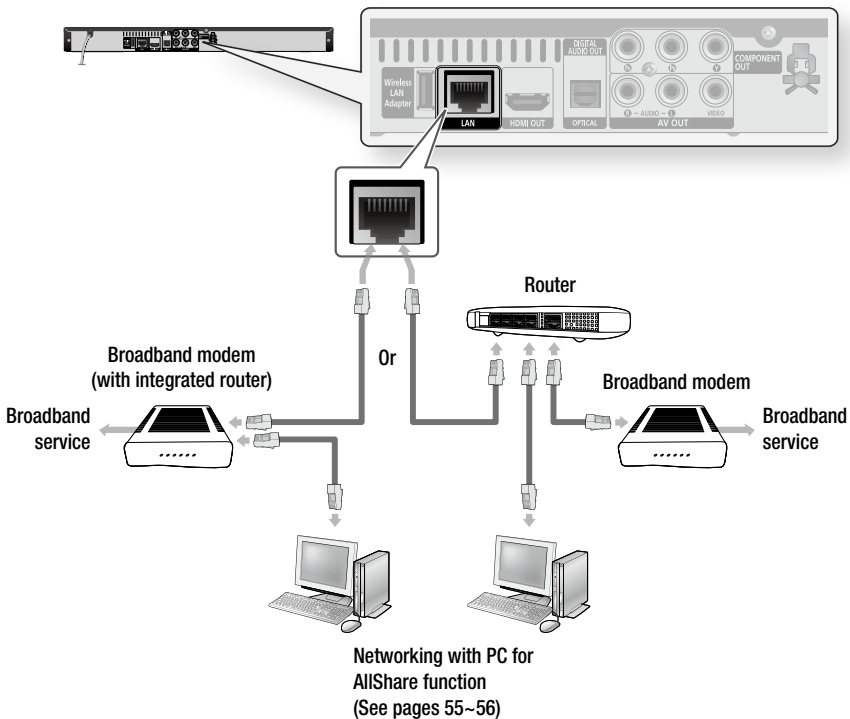 DIGITAL
AUDIO OUT
COMPONENT
OUT
Wireless
LAN
Adapter
LAN
HDMI OUT
OPTICAL
R - AUDIO - L
VIDEO
AV OUT
Router
Or
Broadband modem
(with integrated router)
Broadband modem
Broadband
service
Broadband
service
Networking with PC for
AllShare function
(See pages 55~56)